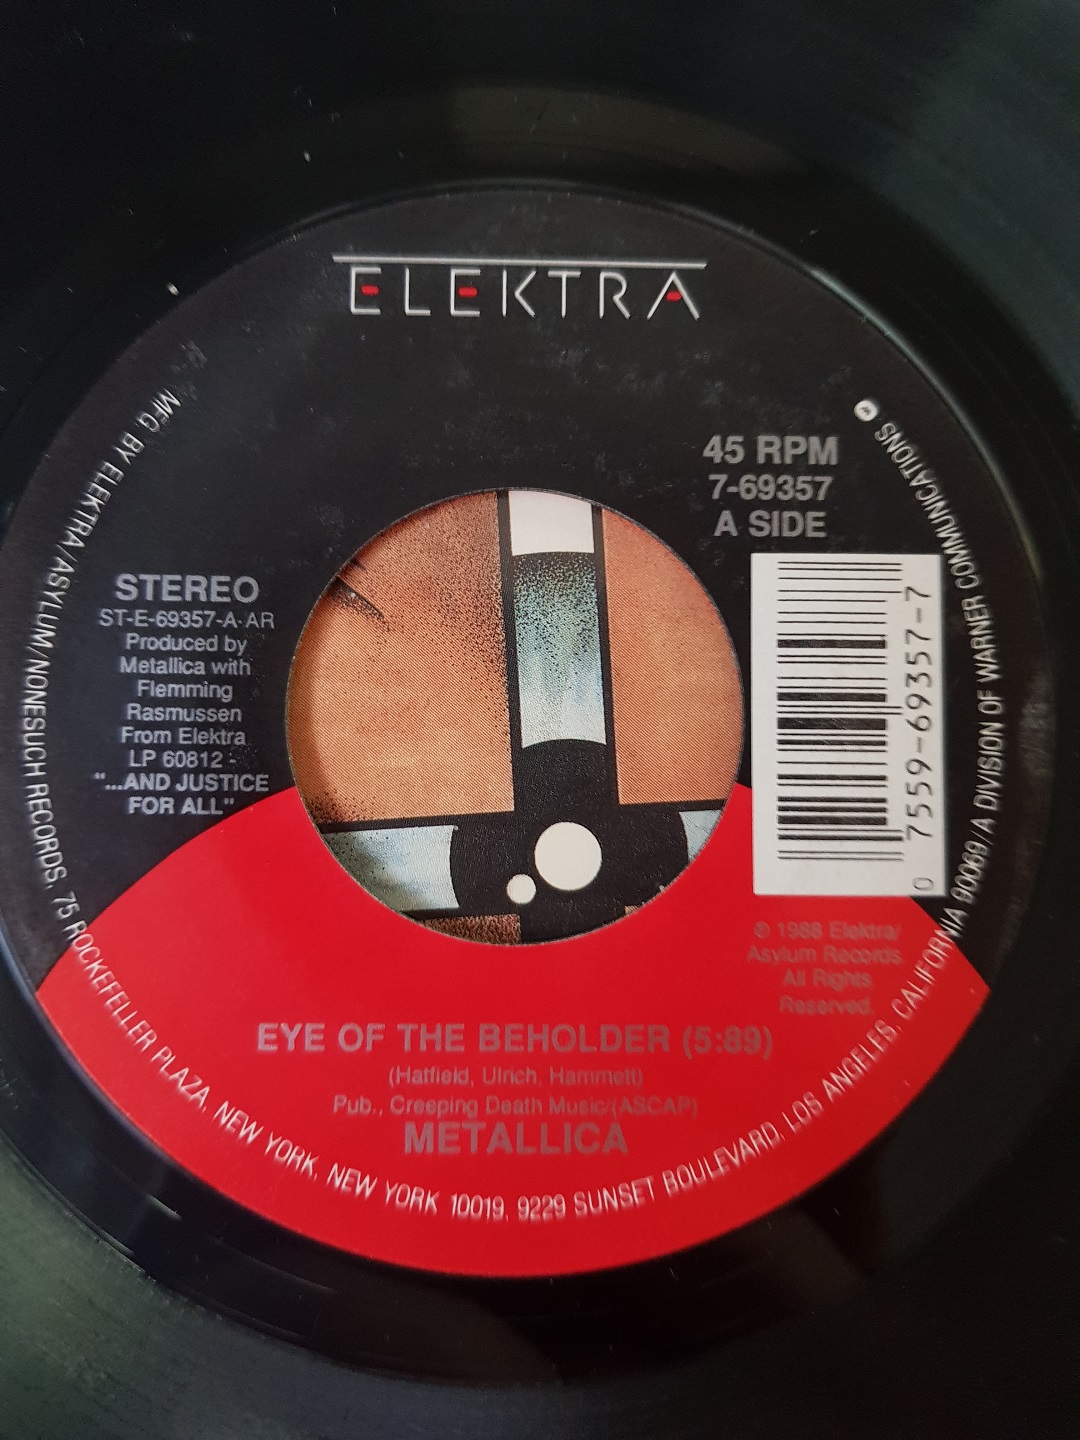 ELEKTRA
45 RPM
7-69357
A SIDE
STEREO
ST-E-69357-A-AR
Produced by
Metallica with
Flemming
Rasmussen
From Elektra
LP 60812 -
"...AND JUSTICE
FOR ALL"
0 7559-69357-7
℗ 1988 Elektra/
Asylum Records.
All Rights
Reserved.
EYE OF THE BEHOLDER (5:89)
(Hatfield, Ulrich, Hammett)
Pub., Creeping Death Music/(ASCAP)
METALLICA
MFG. BY ELEKTRA/ASYLUM/NONESUCH RECORDS, 75 ROCKEFELLER PLAZA, NEW YORK, NEW YORK 10019, 9229 SUNSET BOULEVARD, LOS ANGELES, CALIFORNIA 90069/A DIVISION OF WARNER COMMUNICATIONS